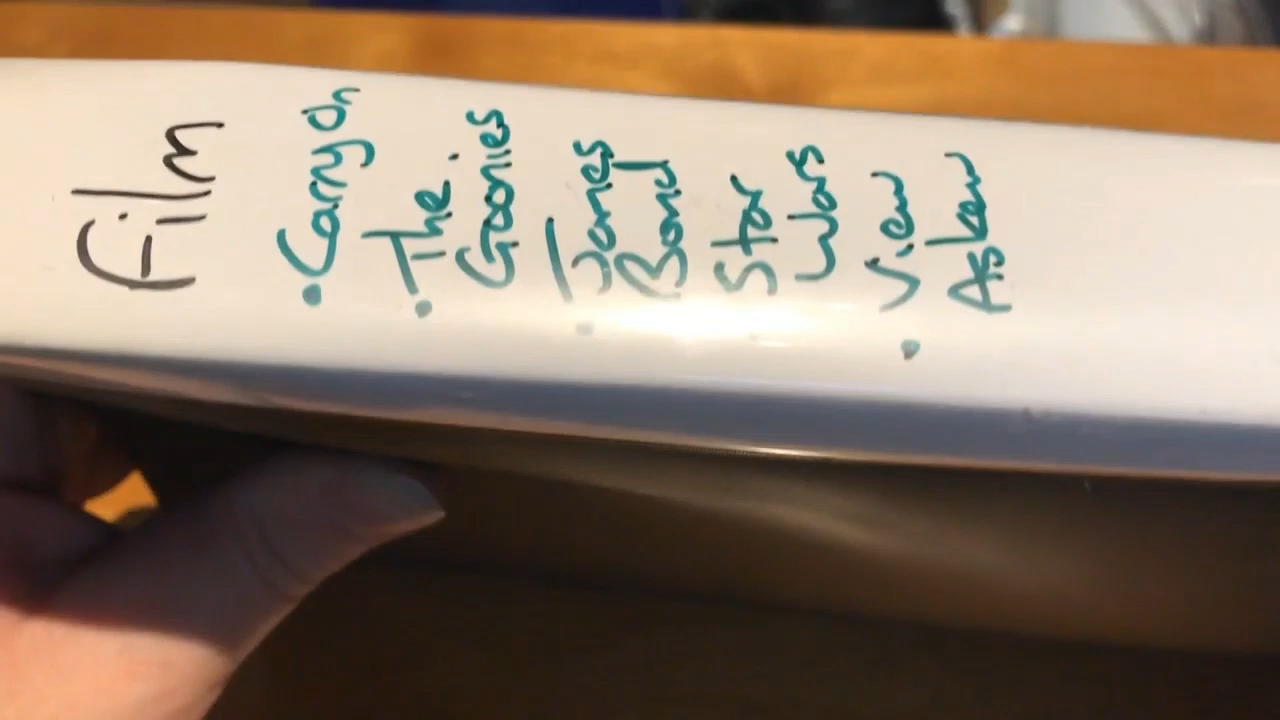 Film
• Carry On
• The
Goonies
• James
Bond
Star
Wars
• View
Askew